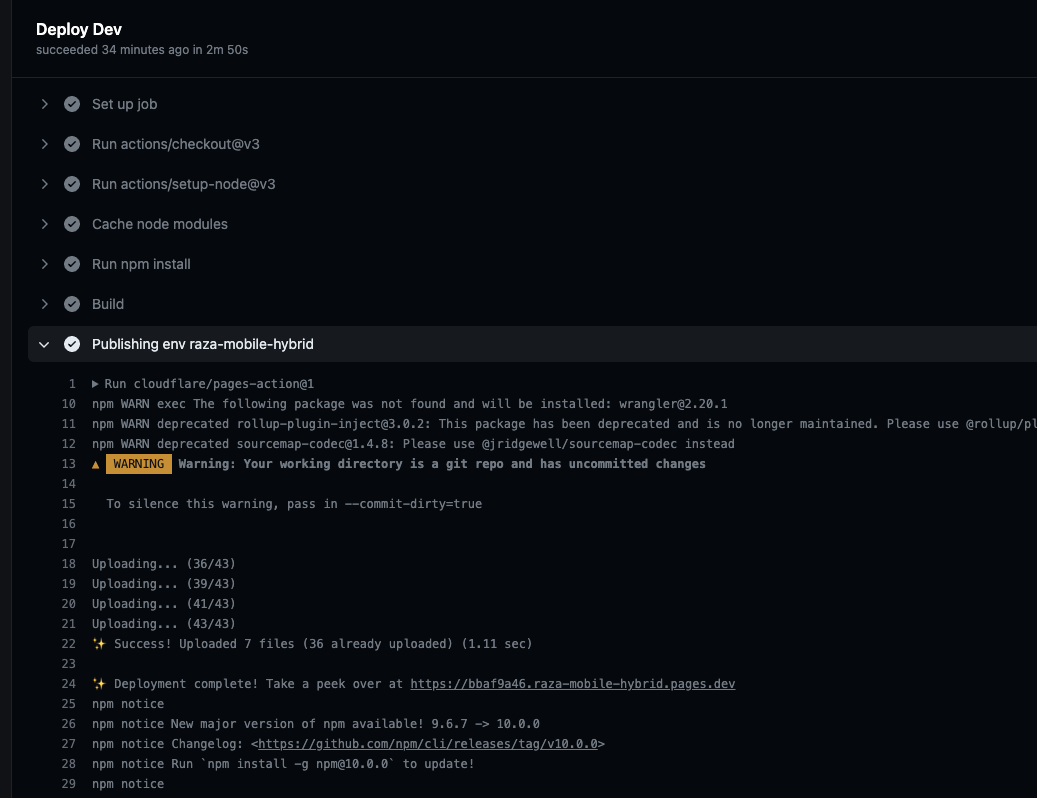 Deploy Dev
succeeded 34 minutes ago in 2m 50s
Set up job
Run actions/checkout@v3
Run actions/setup-node@v3
Cache node modules
Run npm install
Build
Publishing env raza-mobile-hybrid
1 ▶ Run cloudflare/pages-action@1
10 npm WARN exec The following package was not found and will be installed: wrangler@2.20.1
11 npm WARN deprecated rollup-plugin-inject@3.0.2: This package has been deprecated and is no longer maintained. Please use @rollup/pl
12 npm WARN deprecated sourcemap-codec@1.4.8: Please use @jridgewell/sourcemap-codec instead
13 ▲ WARNING Warning: Your working directory is a git repo and has uncommitted changes
14
15 To silence this warning, pass in --commit-dirty=true
16
17
18 Uploading... (36/43)
19 Uploading... (39/43)
20 Uploading... (41/43)
21 Uploading... (43/43)
22 ✨ Success! Uploaded 7 files (36 already uploaded) (1.11 sec)
23
24 ✨ Deployment complete! Take a peek over at https://bbaf9a46.raza-mobile-hybrid.pages.dev
25 npm notice
26 npm notice New major version of npm available! 9.6.7 -> 10.0.0
27 npm notice Changelog: <https://github.com/npm/cli/releases/tag/v10.0.0>
28 npm notice Run `npm install -g npm@10.0.0` to update!
29 npm notice